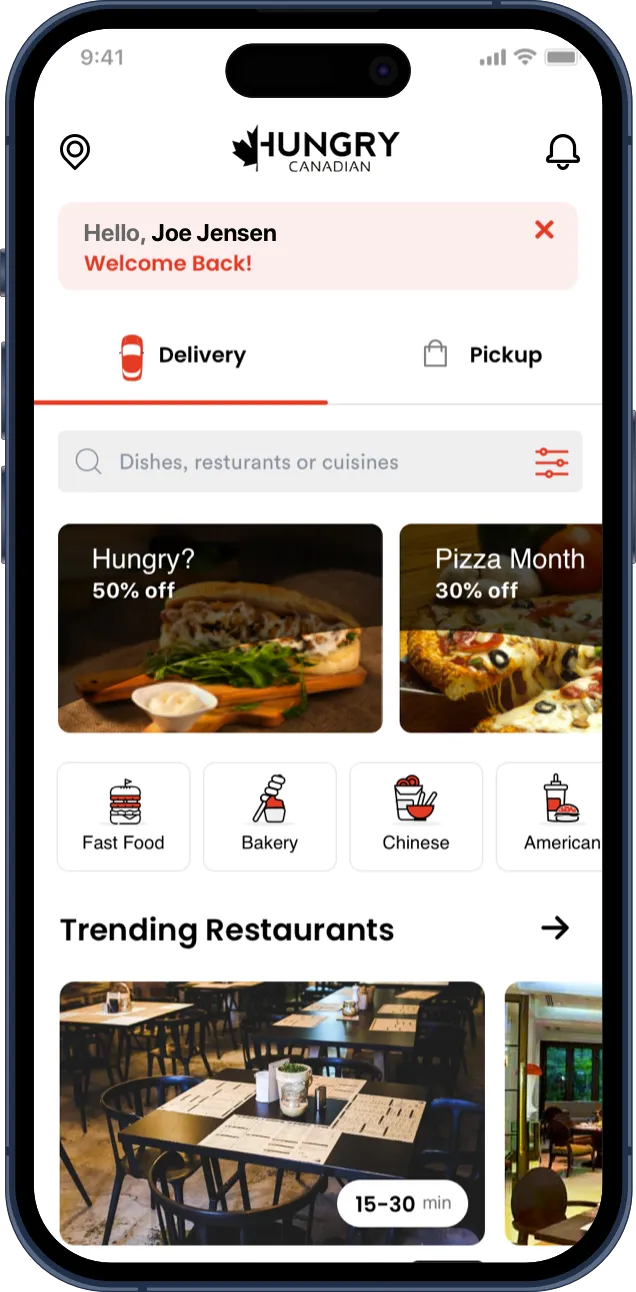 9:41
HUNGRY
CANADIAN
Hello, Joe Jensen
Welcome Back!
Delivery
Pickup
Dishes, resturants or cuisines
Hungry?
50% off
Pizza Month
30% off
Fast Food
Bakery
Chinese
American
Trending Restaurants
15-30 min